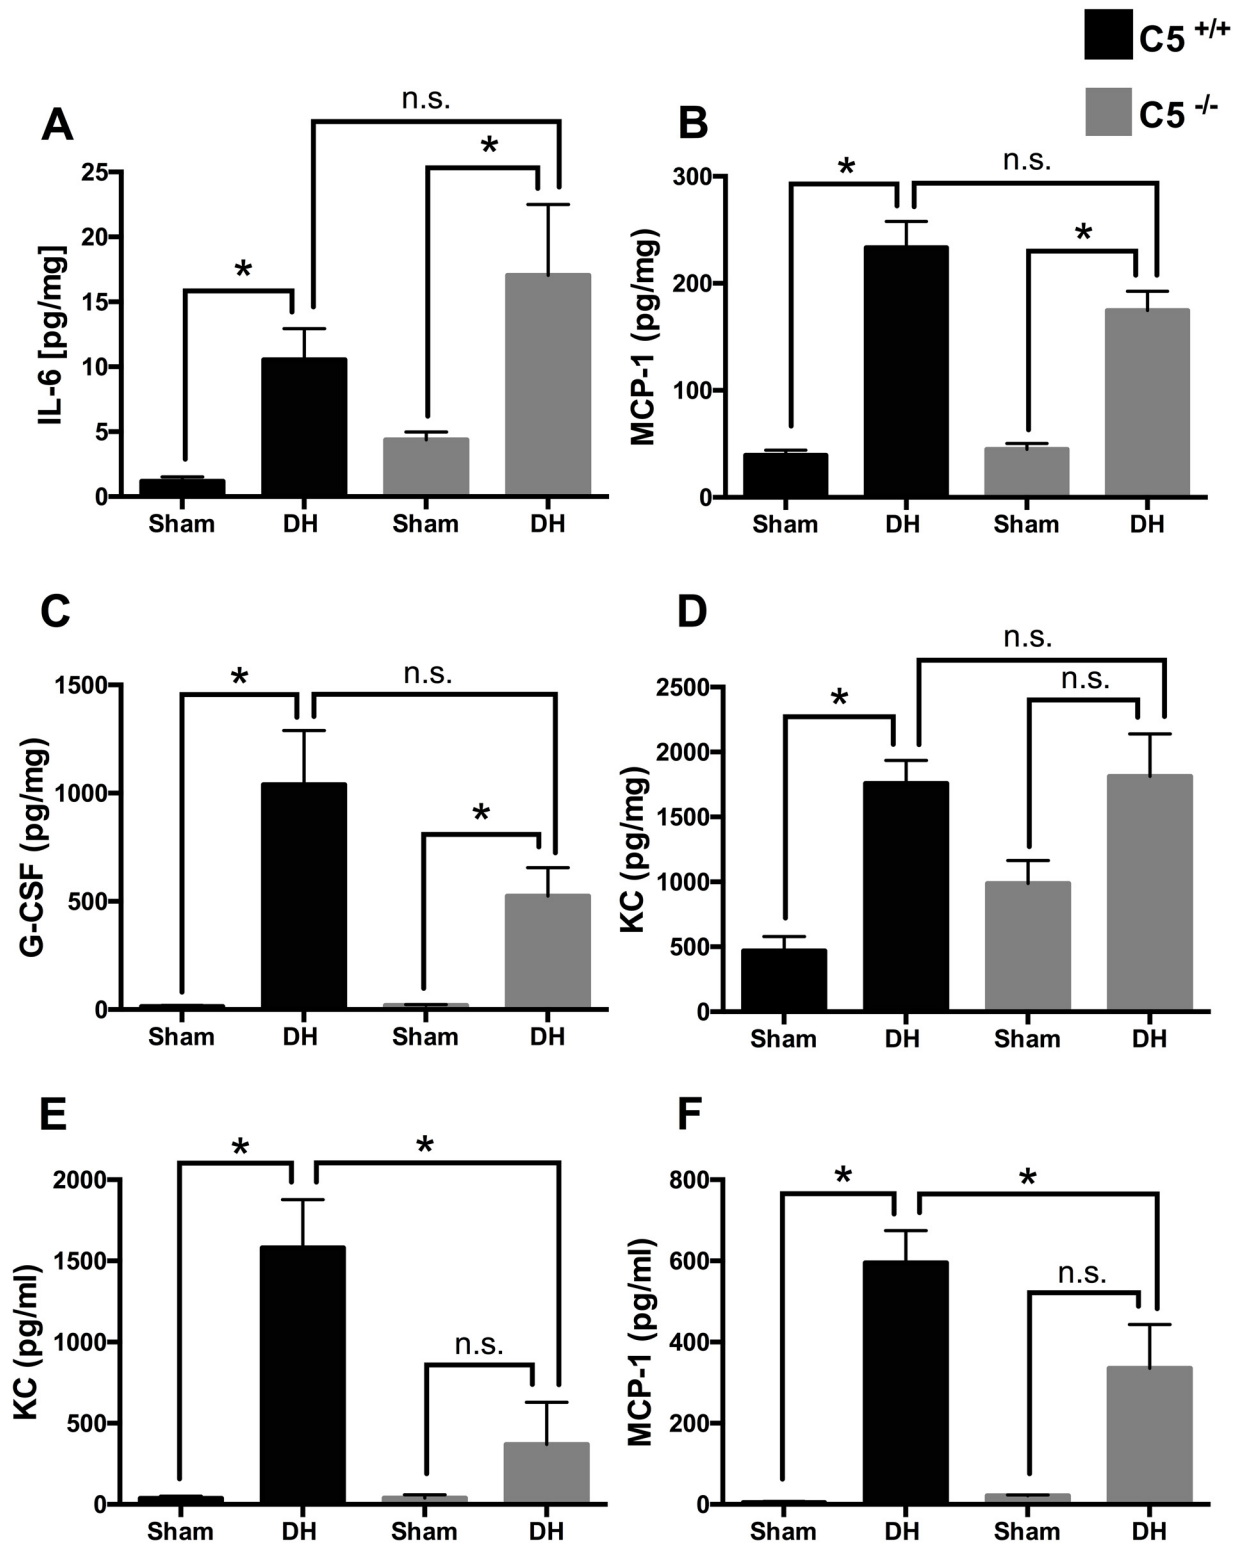 C5 +/+
C5 -/-
A
n.s.
*
*
25
20
15
10
5
0
IL-6 [pg/mg]
Sham DH Sham DH
B
n.s.
*
*
300
200
100
0
MCP-1 (pg/mg)
Sham DH Sham DH
C
* n.s.
*
1500
1000
500
0
G-CSF (pg/mg)
Sham DH Sham DH
D
n.s.
n.s.
*
2500
2000
1500
1000
500
0
KC (pg/mg)
Sham DH Sham DH
E
* *
n.s.
2000
1500
1000
500
0
KC (pg/ml)
Sham DH Sham DH
F
* *
n.s.
800
600
400
200
0
MCP-1 (pg/ml)
Sham DH Sham DH